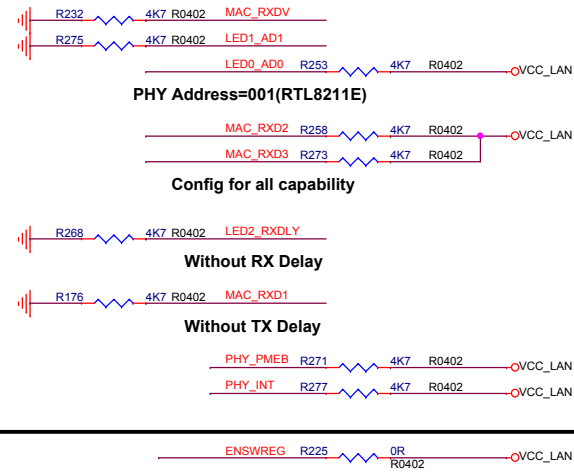 R232 4K7 R0402 MAC_RXDV
R275 4K7 R0402 LED1_AD1
LED0_AD0 R253 4K7 R0402 VCC_LAN
PHY Address=001(RTL8211E)
MAC_RXD2 R258 4K7 R0402 VCC_LAN
MAC_RXD3 R273 4K7 R0402
Config for all capability
R268 4K7 R0402 LED2_RXDLY
Without RX Delay
R176 4K7 R0402 MAC_RXD1
Without TX Delay
PHY_PMEB R271 4K7 R0402 VCC_LAN
PHY_INT R277 4K7 R0402 VCC_LAN
ENSWREG R225 0R VCC_LAN
R0402